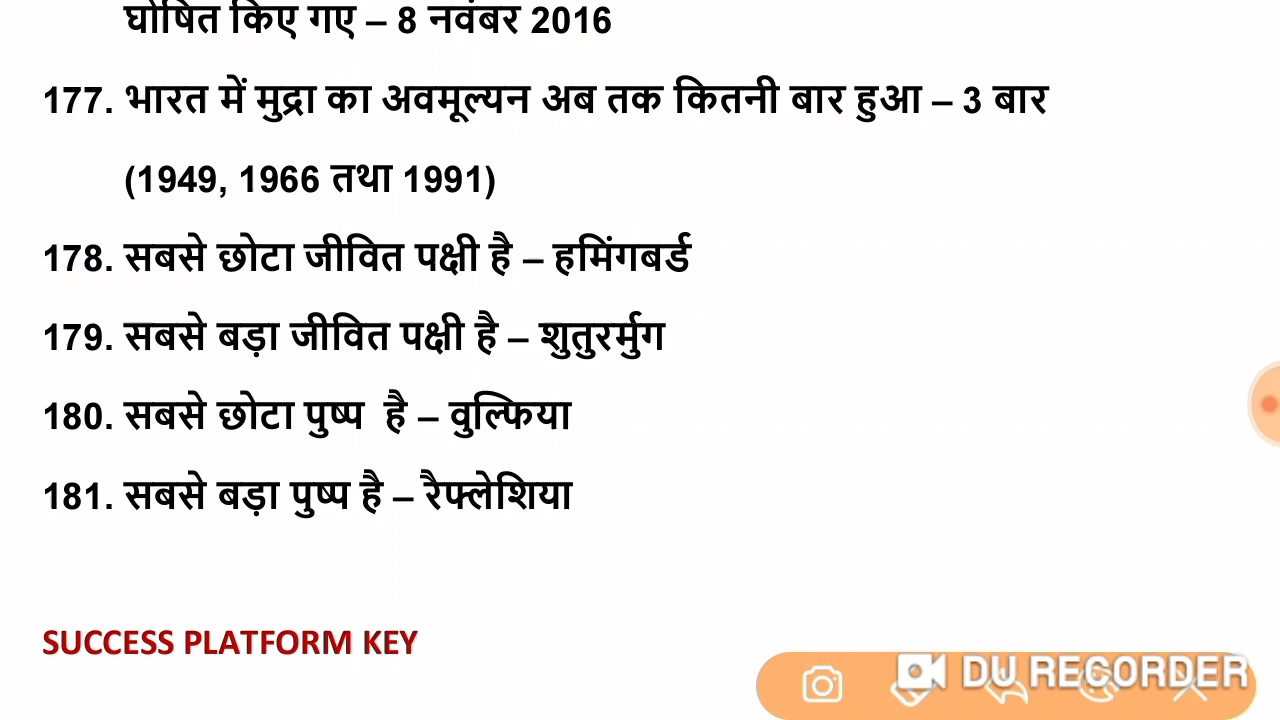 घोषित किए गए – 8 नवंबर 2016
177. भारत में मुद्रा का अवमूल्यन अब तक कितनी बार हुआ – 3 बार
(1949, 1966 तथा 1991)
178. सबसे छोटा जीवित पक्षी है – हमिंगबर्ड
179. सबसे बड़ा जीवित पक्षी है – शुतुरर्मुग
180. सबसे छोटा पुष्प है – वुल्फिया
181. सबसे बड़ा पुष्प है – रैफ्लेशिया
SUCCESS PLATFORM KEY
DU RECORDER